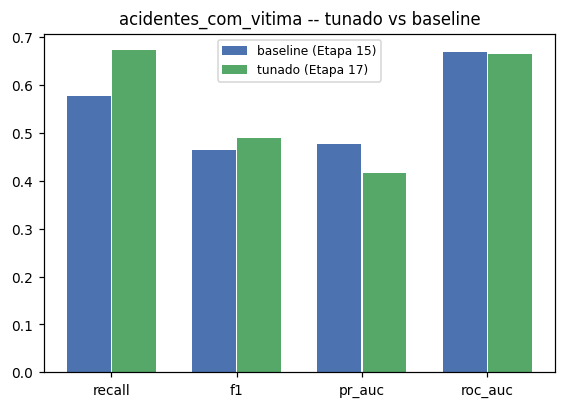 acidentes_com_vitima -- tunado vs baseline
baseline (Etapa 15)
tunado (Etapa 17)
0.7
0.6
0.5
0.4
0.3
0.2
0.1
0.0
recall
f1
pr_auc
roc_auc